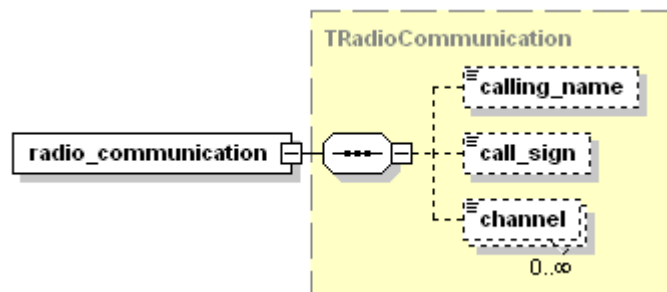 TRadioCommunication
calling_name
radio_communication
call_sign
channel
0..∞